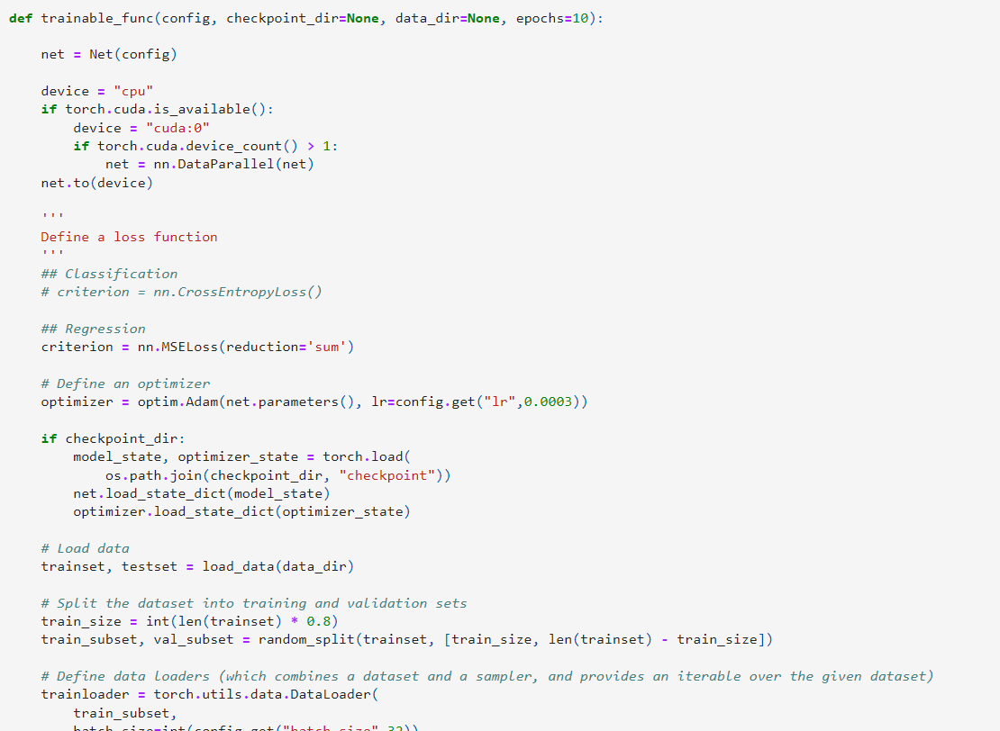 def trainable_func(config, checkpoint_dir=None, data_dir=None, epochs=10):
    net = Net(config)
    device = "cpu"
    if torch.cuda.is_available():
        device = "cuda:0"
        if torch.cuda.device_count() > 1:
            net = nn.DataParallel(net)
    net.to(device)
    '''
    Define a loss function
    '''
    ## Classification
    # criterion = nn.CrossEntropyLoss()
    ## Regression
    criterion = nn.MSELoss(reduction='sum')
    # Define an optimizer
    optimizer = optim.Adam(net.parameters(), lr=config.get("lr",0.0003))
    if checkpoint_dir:
        model_state, optimizer_state = torch.load(
            os.path.join(checkpoint_dir, "checkpoint"))
        net.load_state_dict(model_state)
        optimizer.load_state_dict(optimizer_state)
    # Load data
    trainset, testset = load_data(data_dir)
    # Split the dataset into training and validation sets
    train_size = int(len(trainset) * 0.8)
    train_subset, val_subset = random_split(trainset, [train_size, len(trainset) - train_size])
    # Define data loaders (which combines a dataset and a sampler, and provides an iterable over the given dataset)
    trainloader = torch.utils.data.DataLoader(
        train_subset,
        batch_size=int(config.get("batch_size",32)),